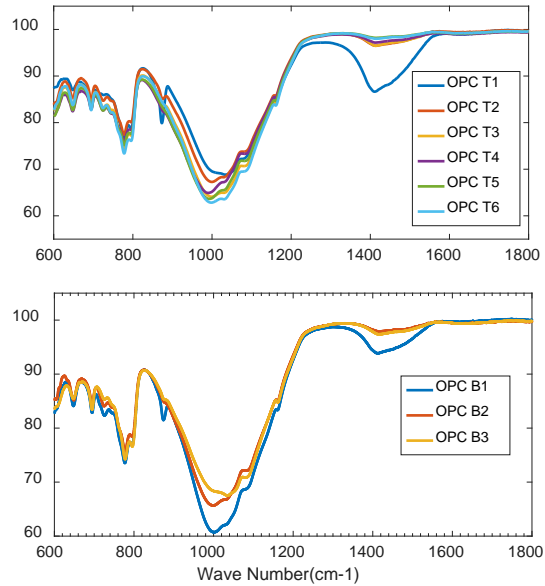 100
90
80
70
60
OPC T1
OPC T2
OPC T3
OPC T4
OPC T5
OPC T6
600 800 1000 1200 1400 1600 1800
100
90
80
70
60
OPC B1
OPC B2
OPC B3
600 800 1000 1200 1400 1600 1800
Wave Number(cm-1)